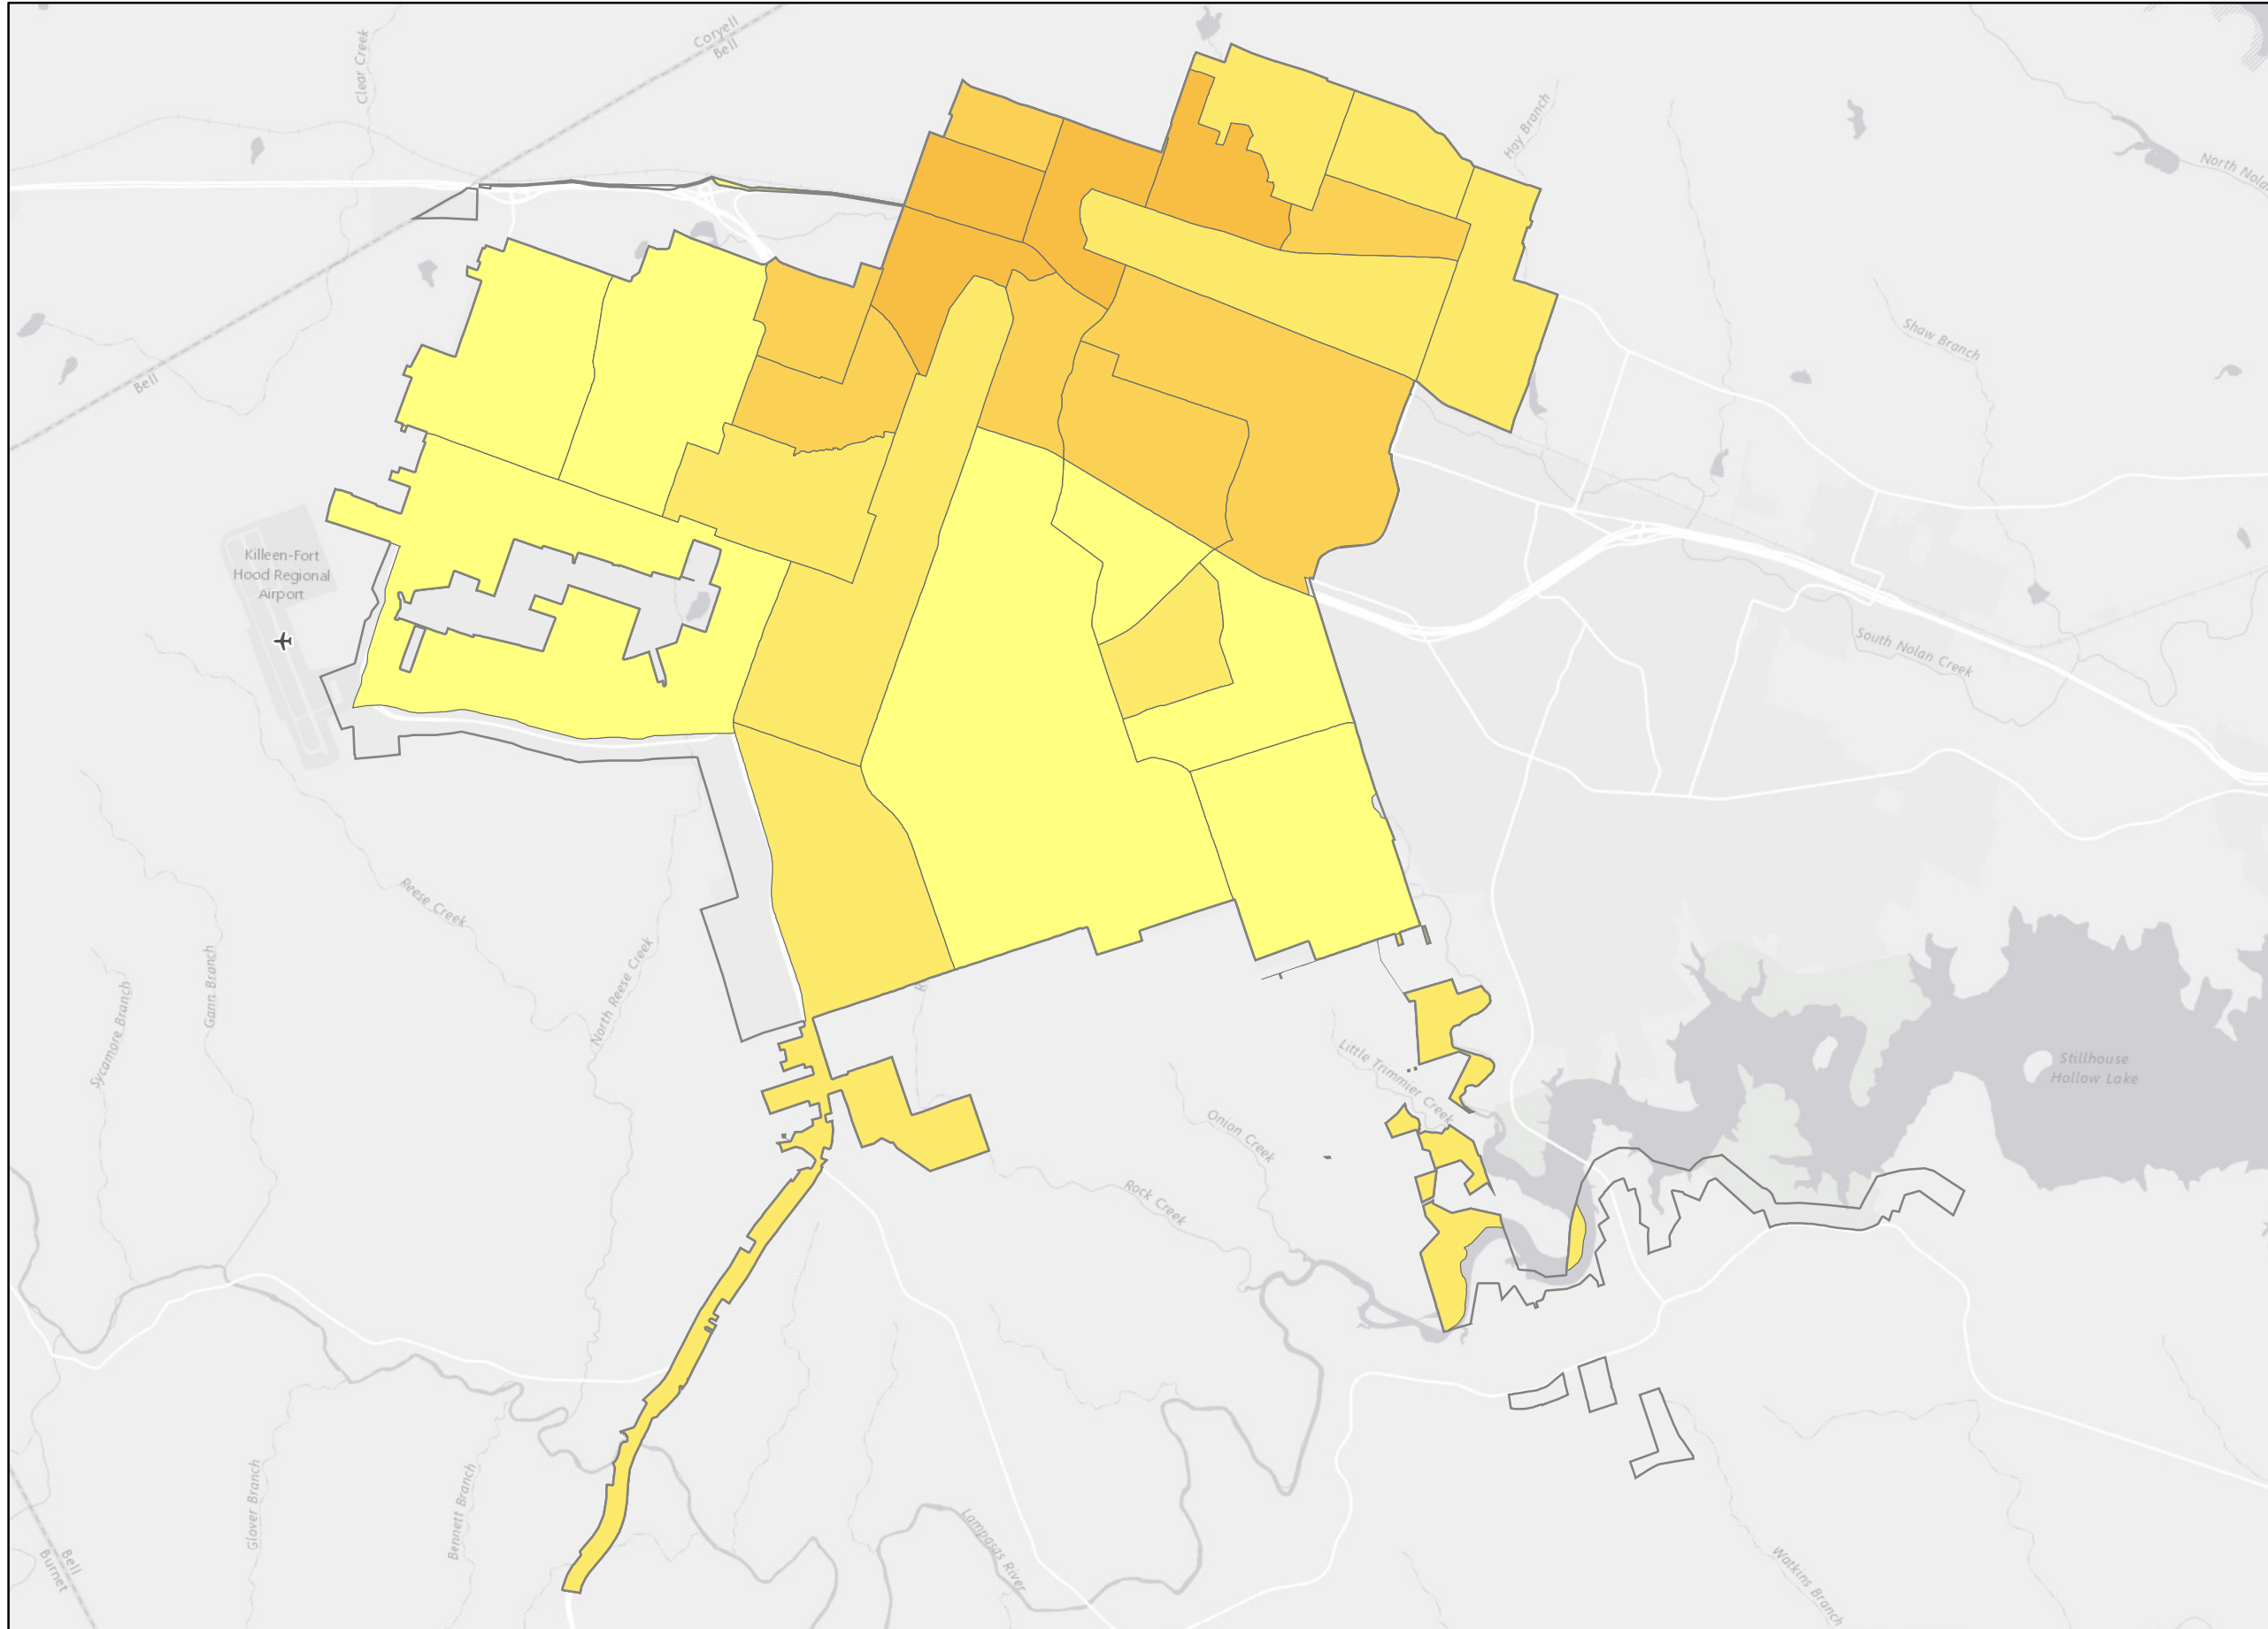 Coryell
Bell
Clear Creek
Hay Branch
North Nola
Bell
Shaw Branch
Killeen-Fort
Hood Regional
Airport
South Nolan Creek
Reese Creek
Gann Branch
North Reese Creek
Sycamore Branch
Little Trimmier Creek
Stillhouse
Hollow Lake
Onion Creek
Rock Creek
Glover Branch
Bennett Branch
Lampasas River
Watkins Branch
Bell
Burnet